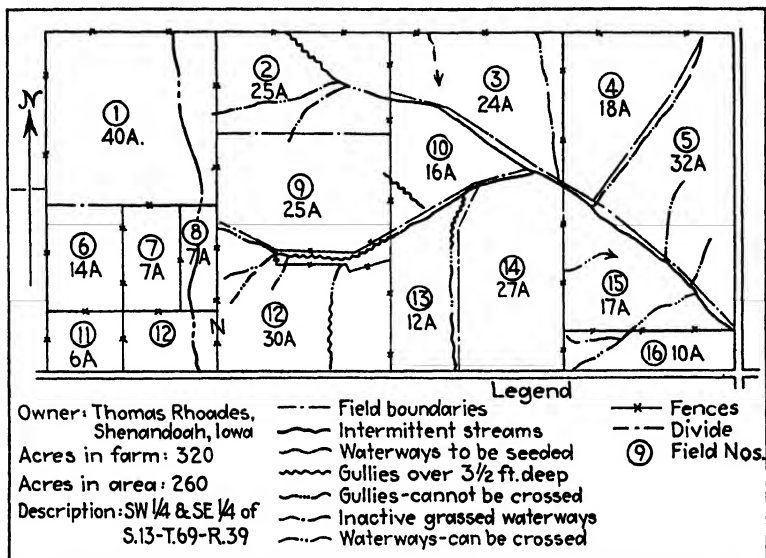 ② 25A
③ 24A
④ 18A
① 40A.
⑤ 32A
⑩ 16A
⑨ 25A
N
⑥ 14A
⑦ 7A
⑧ 7A
⑭ 27A
⑮ 17A
⑬ 12A
⑫ 30A
⑪ 6A
⑫
N
⑯ 10A
Legend
Owner: Thomas Rhoades,
Shenandoah, Iowa
Acres in farm: 320
Acres in area: 260
Description: SW 1/4 & SE 1/4 of
S.13-T.69-R.39
Field boundaries
Intermittent streams
Waterways to be seeded
Gullies over 3 1/2 ft. deep
Gullies-cannot be crossed
Inactive grassed waterways
Waterways-can be crossed
Fences
Divide
⑨ Field Nos.